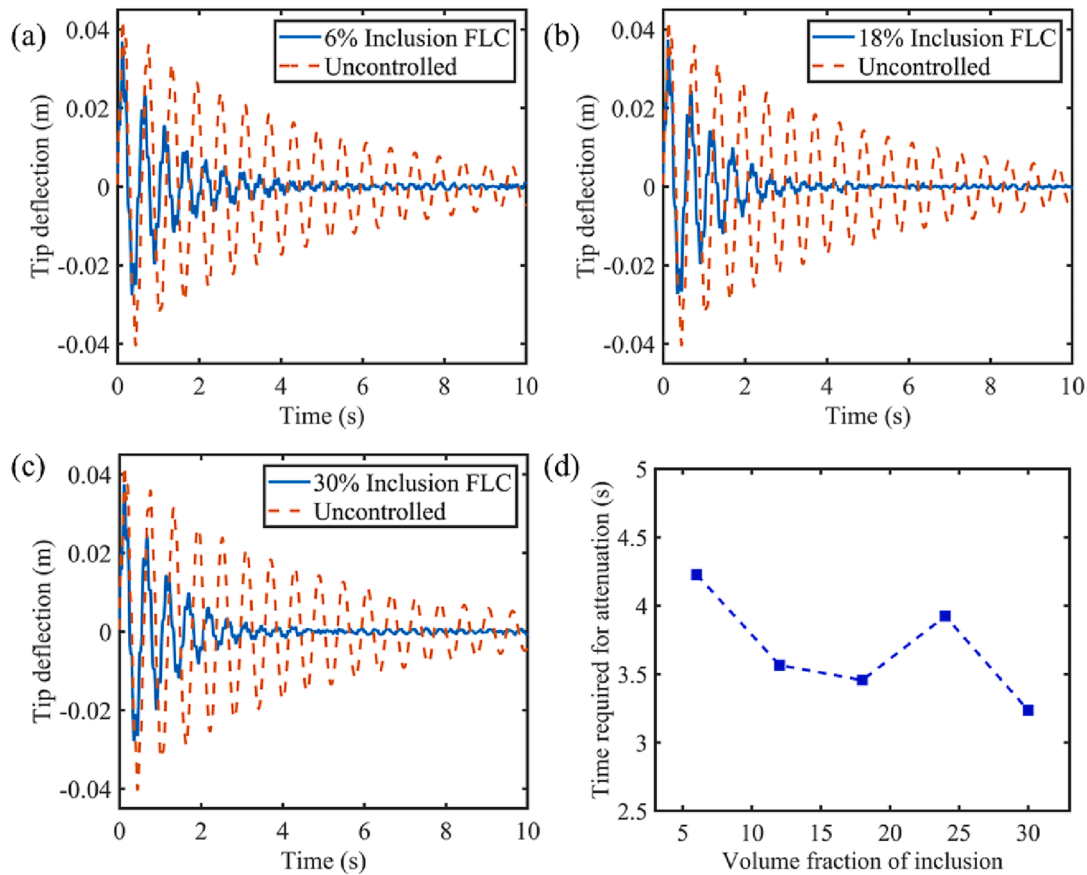 (a)
6% Inclusion FLC
Uncontrolled
0.04
0.02
0
-0.02
-0.04
Tip deflection (m)
0 2 4 6 8 10
Time (s)
(b)
18% Inclusion FLC
Uncontrolled
0.04
0.02
0
-0.02
-0.04
Tip deflection (m)
0 2 4 6 8 10
Time (s)
(c)
30% Inclusion FLC
Uncontrolled
0.04
0.02
0
-0.02
-0.04
Tip deflection (m)
0 2 4 6 8 10
Time (s)
(d)
5
4.5
4
3.5
3
2.5
Time required for attenuation (s)
5 10 15 20 25 30
Volume fraction of inclusion